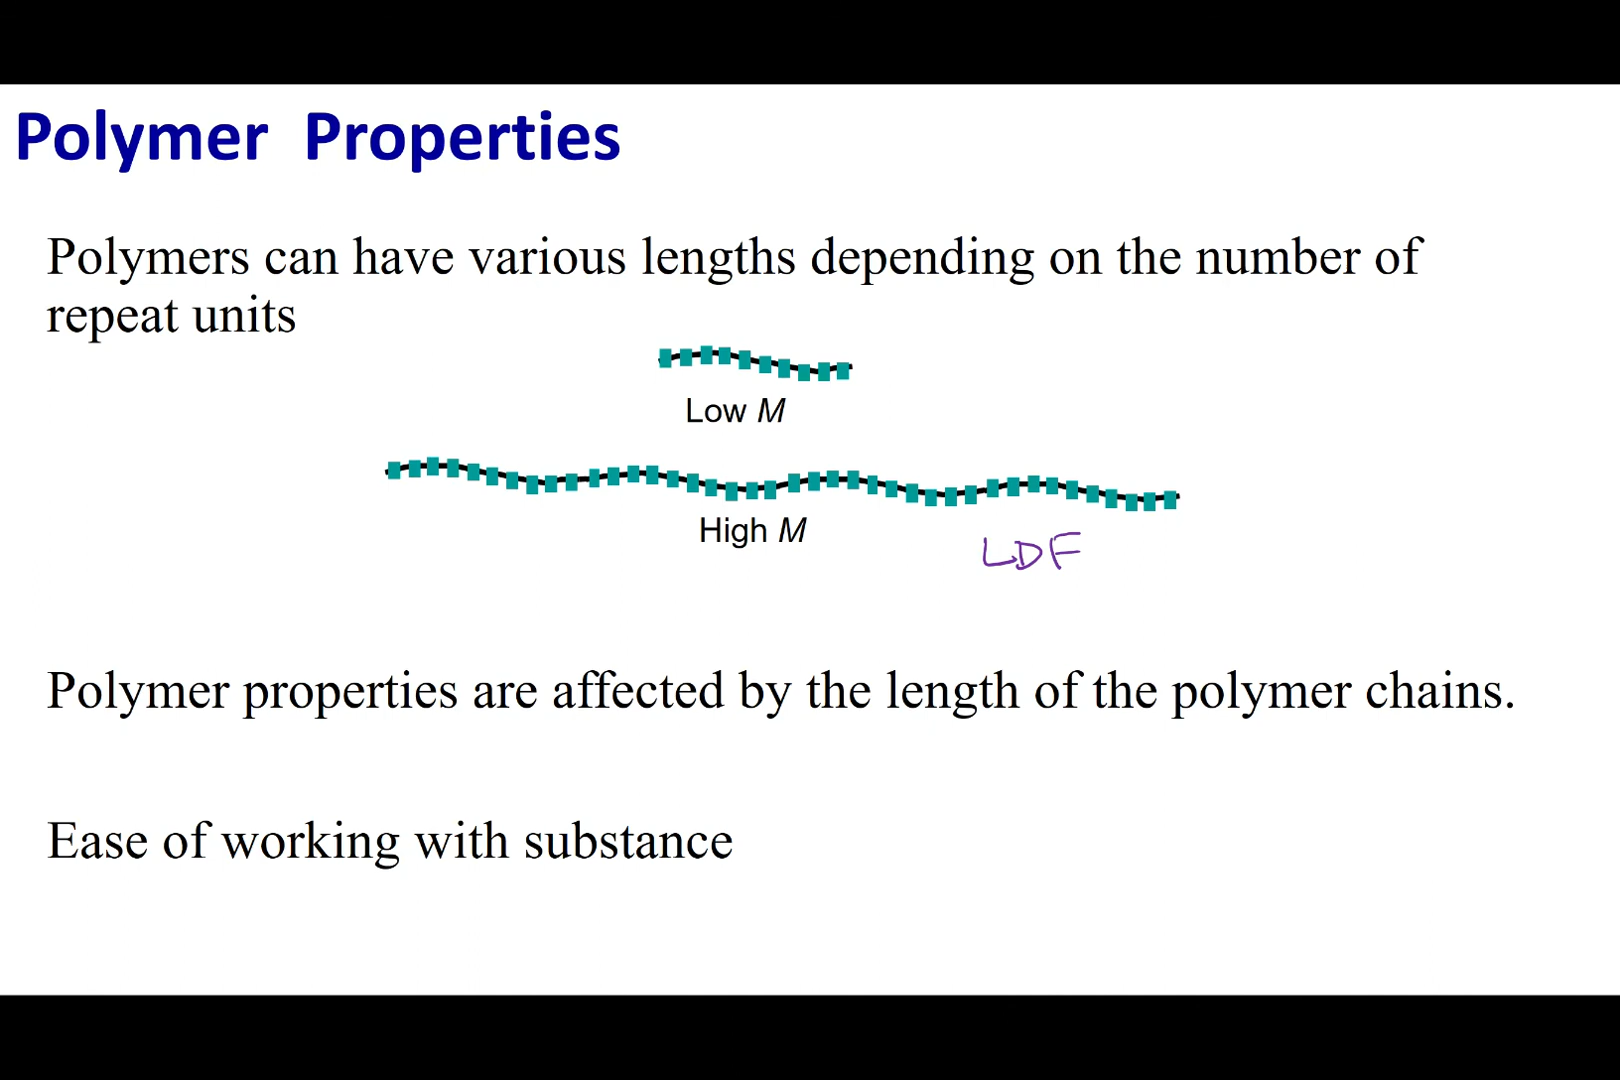 Polymer Properties
Polymers can have various lengths depending on the number of
repeat units
Low M
High M
LDF
Polymer properties are affected by the length of the polymer chains.
Ease of working with substance